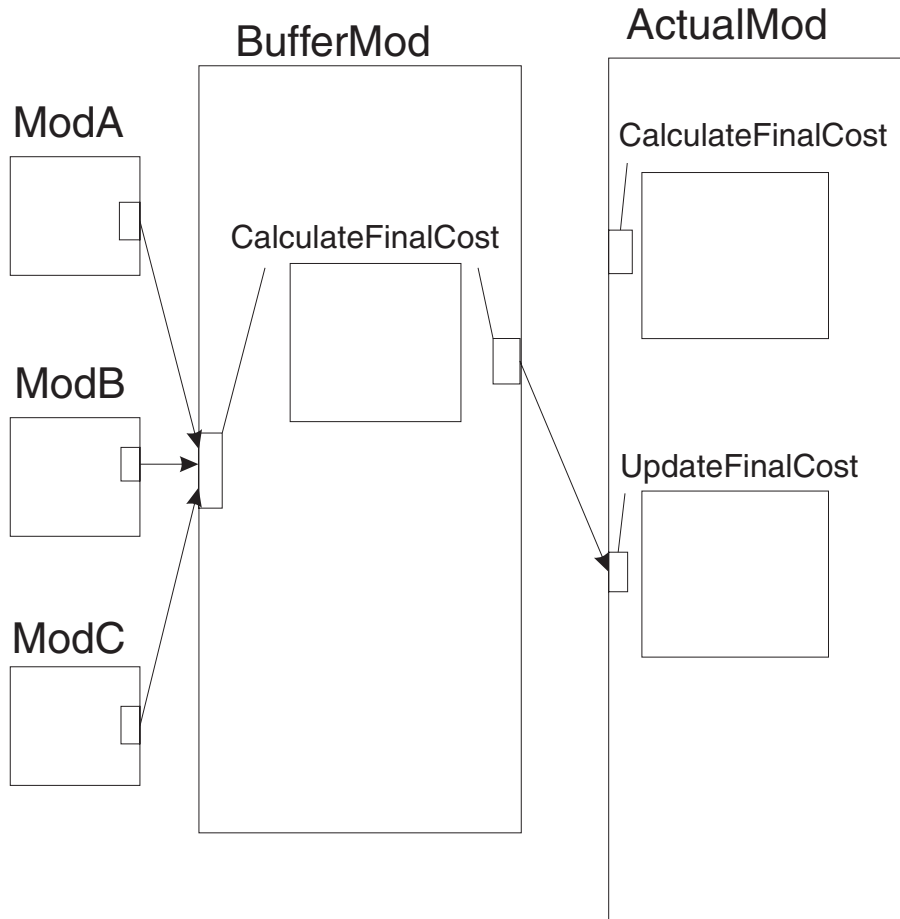 BufferMod
ActualMod
ModA
CalculateFinalCost
CalculateFinalCost
ModB
UpdateFinalCost
ModC